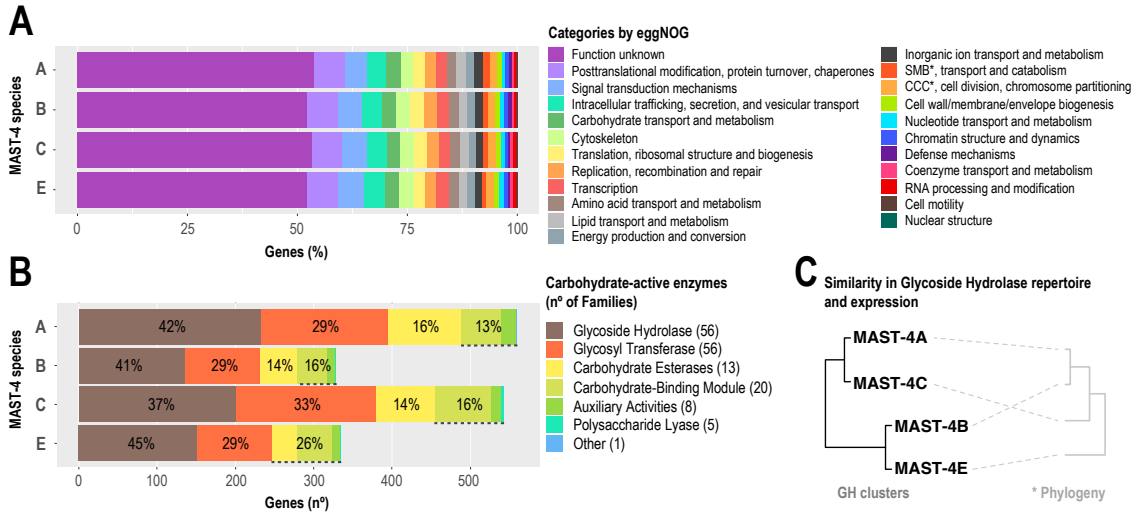 A
MAST-4 species
A
B
C
E
0
25
50
75
100
Genes (%)
Categories by eggNOG
Function unknown
Posttranslational modification, protein turnover, chaperones
Signal transduction mechanisms
Intracellular trafficking, secretion, and vesicular transport
Carbohydrate transport and metabolism
Cytoskeleton
Translation, ribosomal structure and biogenesis
Replication, recombination and repair
Transcription
Amino acid transport and metabolism
Lipid transport and metabolism
Energy production and conversion
Inorganic ion transport and metabolism
SMB*, transport and catabolism
CCC*, cell division, chromosome partitioning
Cell wall/membrane/envelope biogenesis
Nucleotide transport and metabolism
Chromatin structure and dynamics
Defense mechanisms
Coenzyme transport and metabolism
RNA processing and modification
Cell motility
Nuclear structure
B
MAST-4 species
A
42%
29%
16%
13%
B
41%
29%
14%
16%
C
37%
33%
14%
16%
E
45%
29%
26%
0
100
200
300
400
500
Genes (nº)
Carbohydrate-active enzymes
(nº of Families)
Glycoside Hydrolase (56)
Glycosyl Transferase (56)
Carbohydrate Esterases (13)
Carbohydrate-Binding Module (20)
Auxiliary Activities (8)
Polysaccharide Lyase (5)
Other (1)
C
Similarity in Glycoside Hydrolase repertoire
and expression
MAST-4A
MAST-4C
MAST-4B
MAST-4E
GH clusters
* Phylogeny